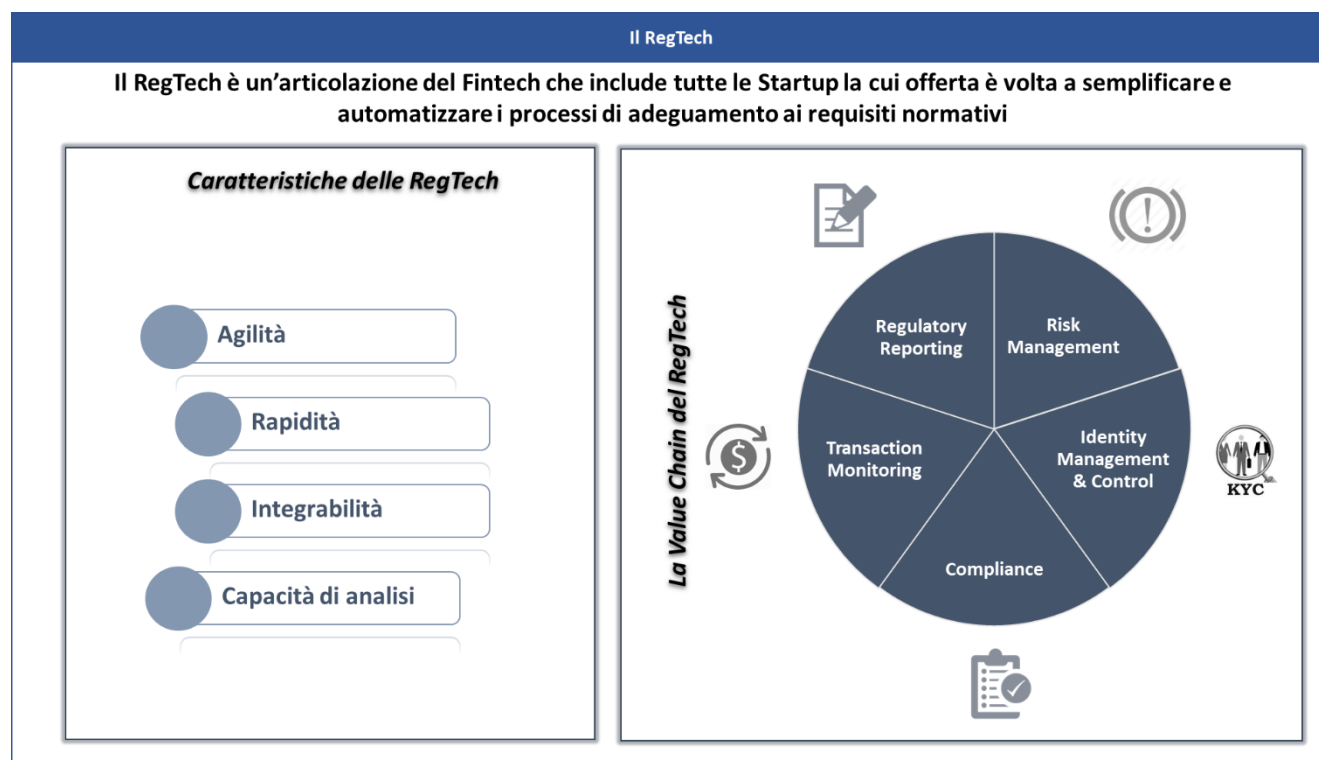 Il RegTech
Il RegTech è un’articolazione del Fintech che include tutte le Startup la cui offerta è volta a semplificare e
automatizzare i processi di adeguamento ai requisiti normativi
Caratteristiche delle RegTech
Agilità
Rapidità
Integrabilità
Capacità di analisi
La Value Chain del RegTech
Regulatory
Reporting
Risk
Management
Transaction
Monitoring
Identity
Management
& Control
KYC
Compliance